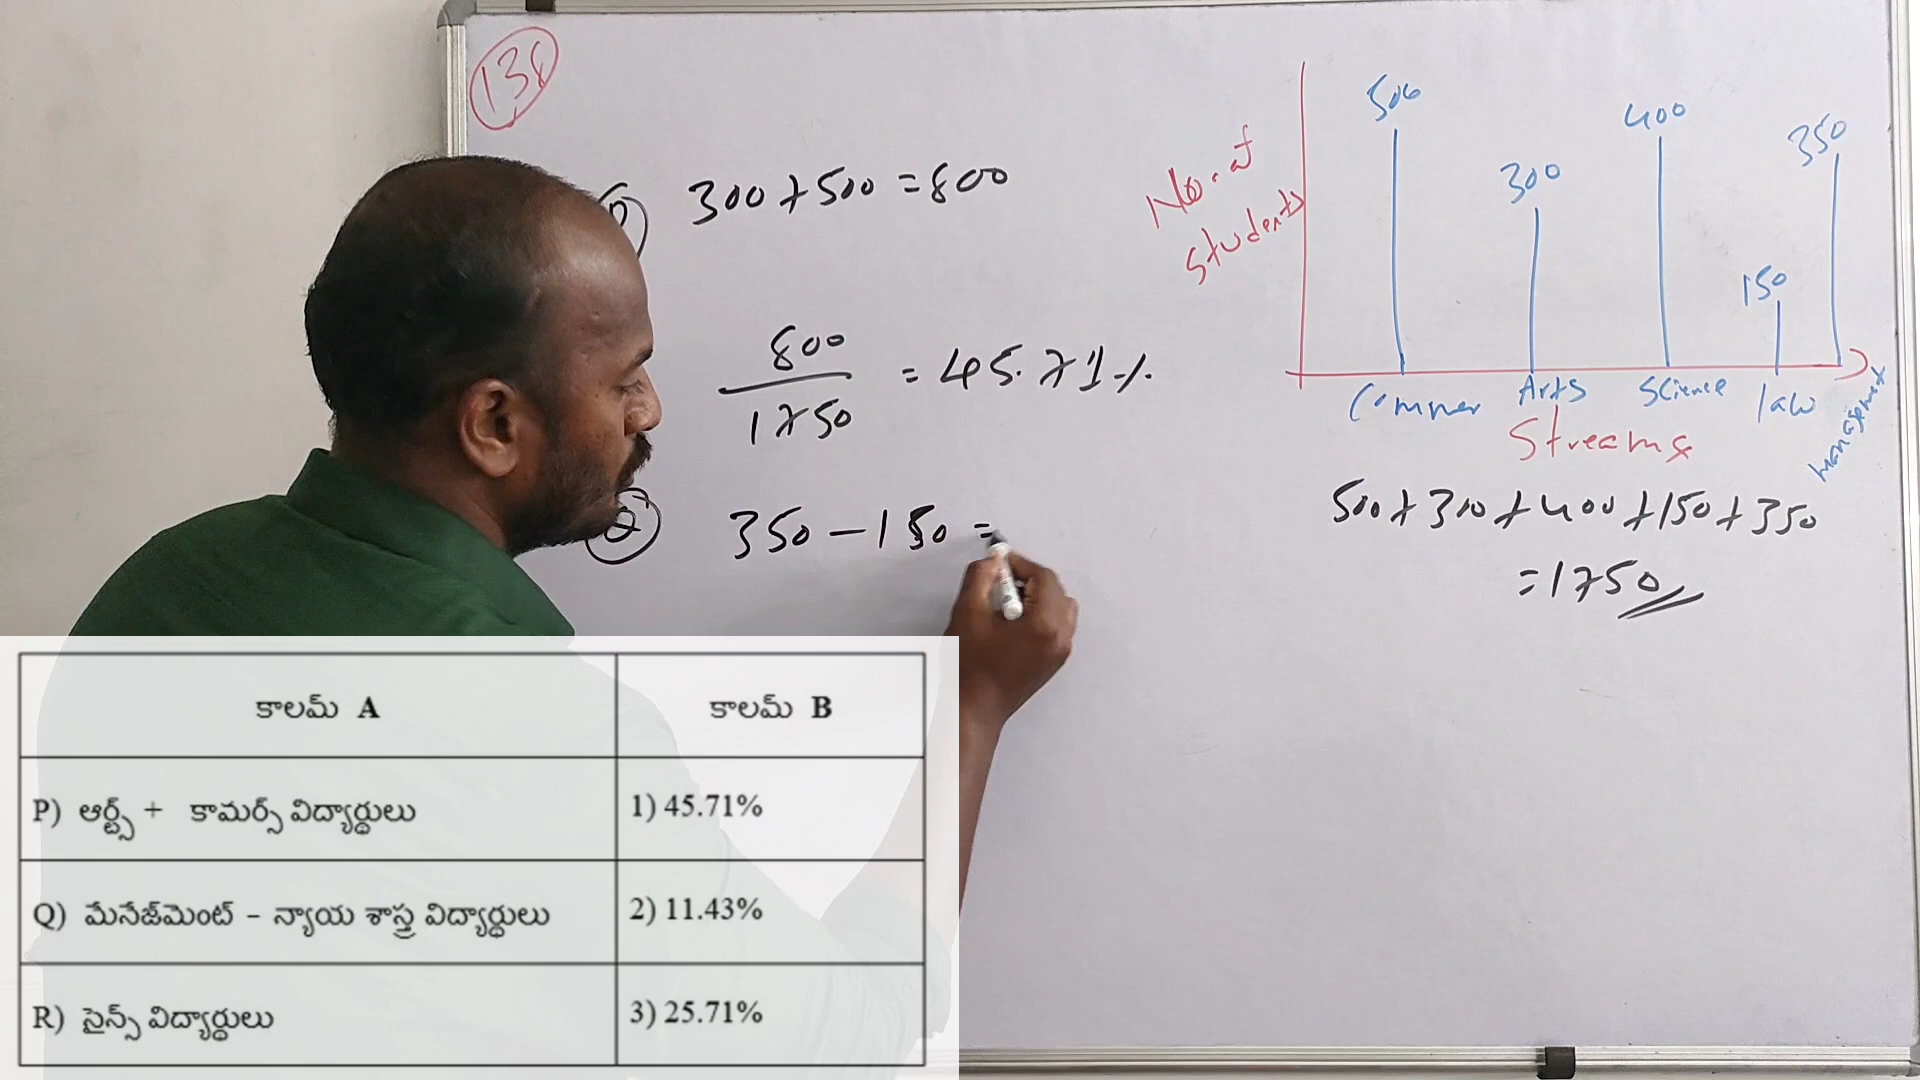 138
P 300+500=800
800
1750
=45.71%
Q 350-150=
500
300
400
150
350
No. of
students
Commer
Arts
Science
law
management
Streams
500+300+400+150+350
=1750
కాలమ్ A కాలమ్ B
P) ఆర్ట్స్ + కామర్స్ విద్యార్థులు 1) 45.71%
Q) మేనేజ్‌మెంట్ – న్యాయ శాస్త్ర విద్యార్థులు 2) 11.43%
R) సైన్స్ విద్యార్థులు 3) 25.71%